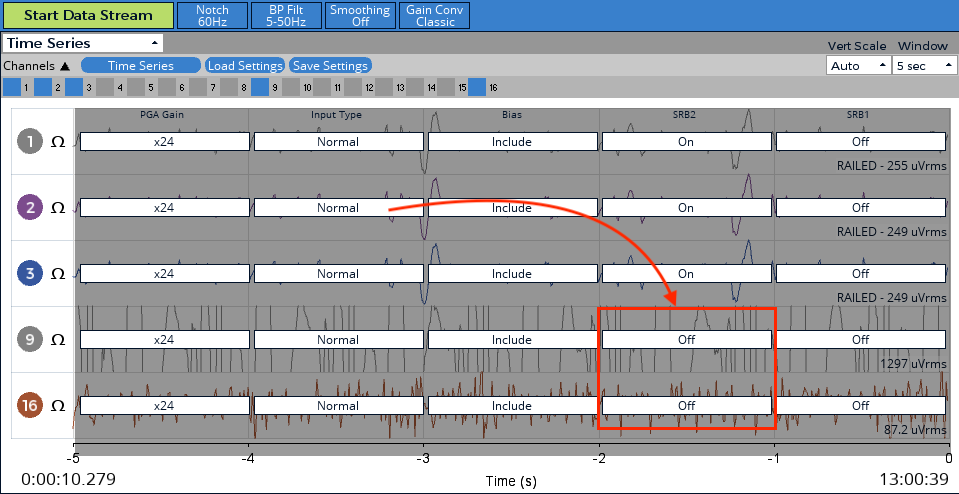 Start Data Stream
Notch
60Hz
BP Filt
5-50Hz
Smoothing
Off
Gain Conv
Classic
Time Series
Vert Scale Window
Channels ▲ Time Series Load Settings Save Settings Auto 5 sec
1 2 3 4 5 6 7 8 9 10 11 12 13 14 15 16
PGA Gain Input Type Bias SRB2 SRB1
1 Ω x24 Normal Include On Off
RAILED - 255 uVrms
2 Ω x24 Normal Include On Off
RAILED - 249 uVrms
3 Ω x24 Normal Include On Off
RAILED - 249 uVrms
9 Ω x24 Normal Include Off Off
1297 uVrms
16 Ω x24 Normal Include Off Off
87.2 uVrms
-5 -4 -3 -2 -1 0
0:00:10.279 Time (s) 13:00:39